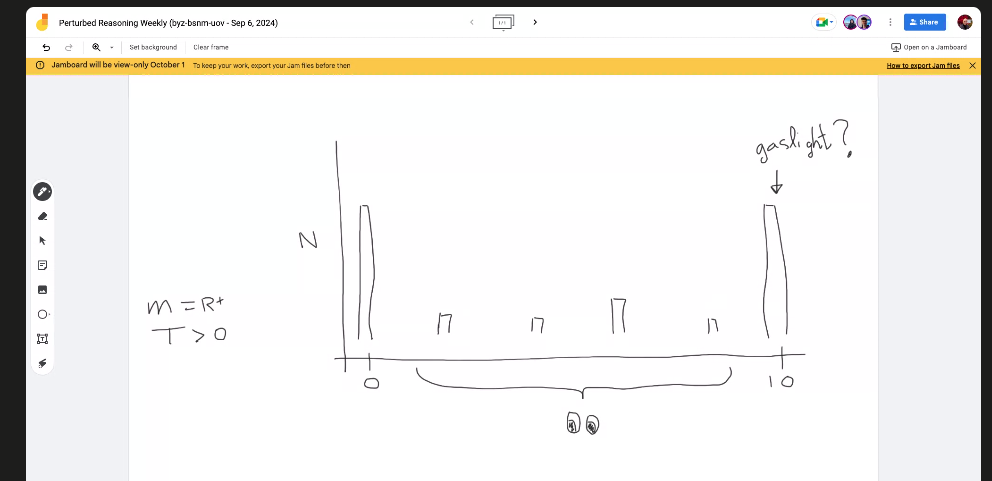 Perturbed Reasoning Weekly (byz-bsnm-uov - Sep 6, 2024)
1/1
Share
Set background
Clear frame
Open on a Jamboard
Jamboard will be view-only October 1 To keep your work, export your Jam files before then
How to export Jam files
gaslight?
N
m = R+
T > 0
0
10